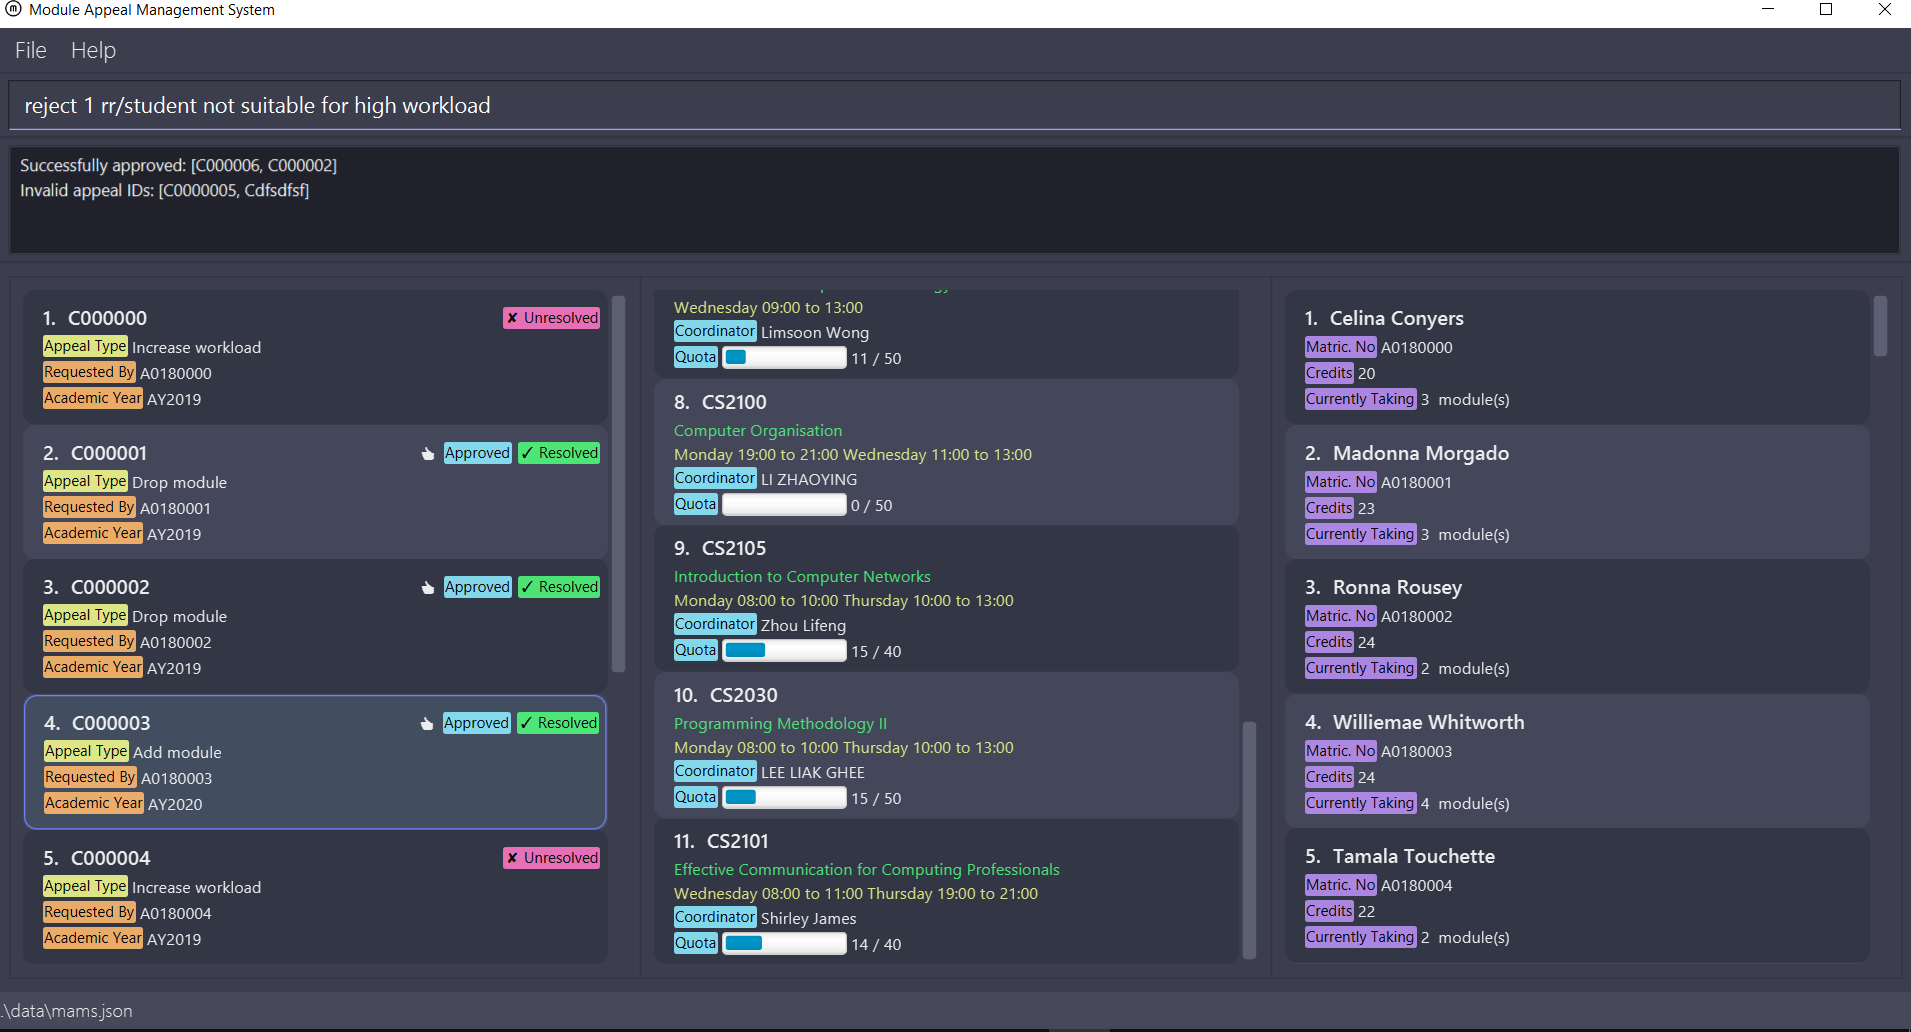 Module Appeal Management System
File Help
reject 1 rr/student not suitable for high workload
Successfully approved: [C000006, C000002]
Invalid appeal IDs: [C0000005, Cdfsdfsf]
1. C000000 ✘ Unresolved
Appeal Type Increase workload
Requested By A0180000
Academic Year AY2019
2. C000001 Approved ✓ Resolved
Appeal Type Drop module
Requested By A0180001
Academic Year AY2019
3. C000002 Approved ✓ Resolved
Appeal Type Drop module
Requested By A0180002
Academic Year AY2019
4. C000003 Approved ✓ Resolved
Appeal Type Add module
Requested By A0180003
Academic Year AY2020
5. C000004 ✘ Unresolved
Appeal Type Increase workload
Requested By A0180004
Academic Year AY2019
Wednesday 09:00 to 13:00
Coordinator Limsoon Wong
Quota 11 / 50
8. CS2100
Computer Organisation
Monday 19:00 to 21:00 Wednesday 11:00 to 13:00
Coordinator LI ZHAOYING
Quota 0 / 50
9. CS2105
Introduction to Computer Networks
Monday 08:00 to 10:00 Thursday 10:00 to 13:00
Coordinator Zhou Lifeng
Quota 15 / 40
10. CS2030
Programming Methodology II
Monday 08:00 to 10:00 Thursday 10:00 to 13:00
Coordinator LEE LIAK GHEE
Quota 15 / 50
11. CS2101
Effective Communication for Computing Professionals
Wednesday 08:00 to 11:00 Thursday 19:00 to 21:00
Coordinator Shirley James
Quota 14 / 40
1. Celina Conyers
Matric. No A0180000
Credits 20
Currently Taking 3 module(s)
2. Madonna Morgado
Matric. No A0180001
Credits 23
Currently Taking 3 module(s)
3. Ronna Rousey
Matric. No A0180002
Credits 24
Currently Taking 2 module(s)
4. Williemae Whitworth
Matric. No A0180003
Credits 24
Currently Taking 4 module(s)
5. Tamala Touchette
Matric. No A0180004
Credits 22
Currently Taking 2 module(s)
.\data\mams.json